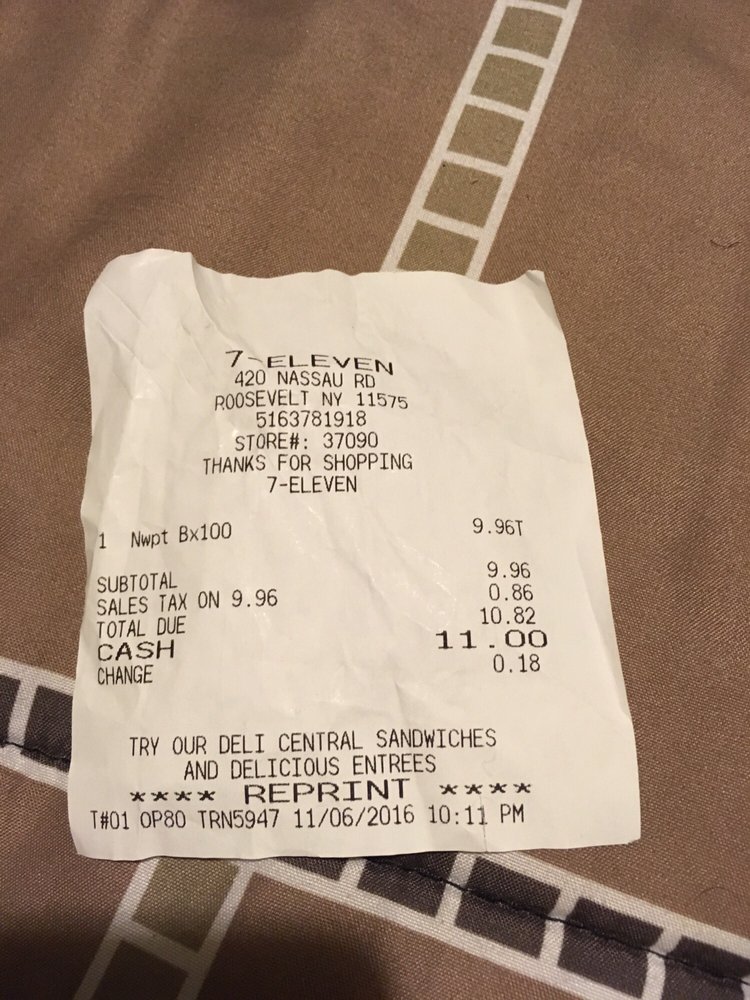 7-ELEVEN
420 NASSAU RD
ROOSEVELT NY 11575
5163781918
STORE#: 37090
THANKS FOR SHOPPING
7-ELEVEN
1 Nwpt Bx100 9.96T
SUBTOTAL 9.96
SALES TAX ON 9.96 0.86
TOTAL DUE 10.82
CASH 11.00
CHANGE 0.18
TRY OUR DELI CENTRAL SANDWICHES
AND DELICIOUS ENTREES
**** REPRINT ****
T#01 OP80 TRN5947 11/06/2016 10:11 PM